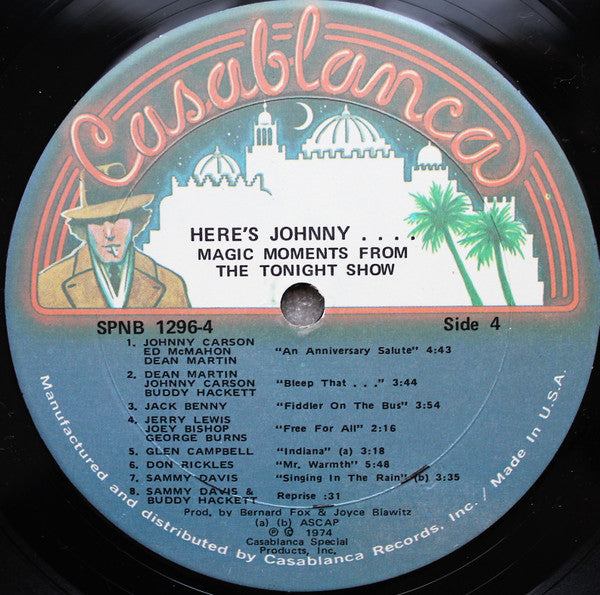 Casablanca
HERE'S JOHNNY . . . .
MAGIC MOMENTS FROM
THE TONIGHT SHOW
SPNB 1296-4 Side 4
1. JOHNNY CARSON
ED McMAHON "An Anniversary Salute" 4:43
DEAN MARTIN
2. DEAN MARTIN
JOHNNY CARSON "Bleep That . . ." 3:44
BUDDY HACKETT
3. JACK BENNY "Fiddler On The Bus" 3:54
4. JERRY LEWIS
JOEY BISHOP "Free For All" 2:16
GEORGE BURNS
5. GLEN CAMPBELL "Indiana" (a) 3:18
6. DON RICKLES "Mr. Warmth" 5:48
7. SAMMY DAVIS "Singing In The Rain" (b) 3:35
8. SAMMY DAVIS &
BUDDY HACKETT Reprise :31
Prod. by Bernard Fox & Joyce Biawitz
(a) (b) ASCAP
℗ © 1974
Casablanca Special
Products, Inc.
Manufactured and distributed by Casablanca Records, Inc. / Made In U.S.A.